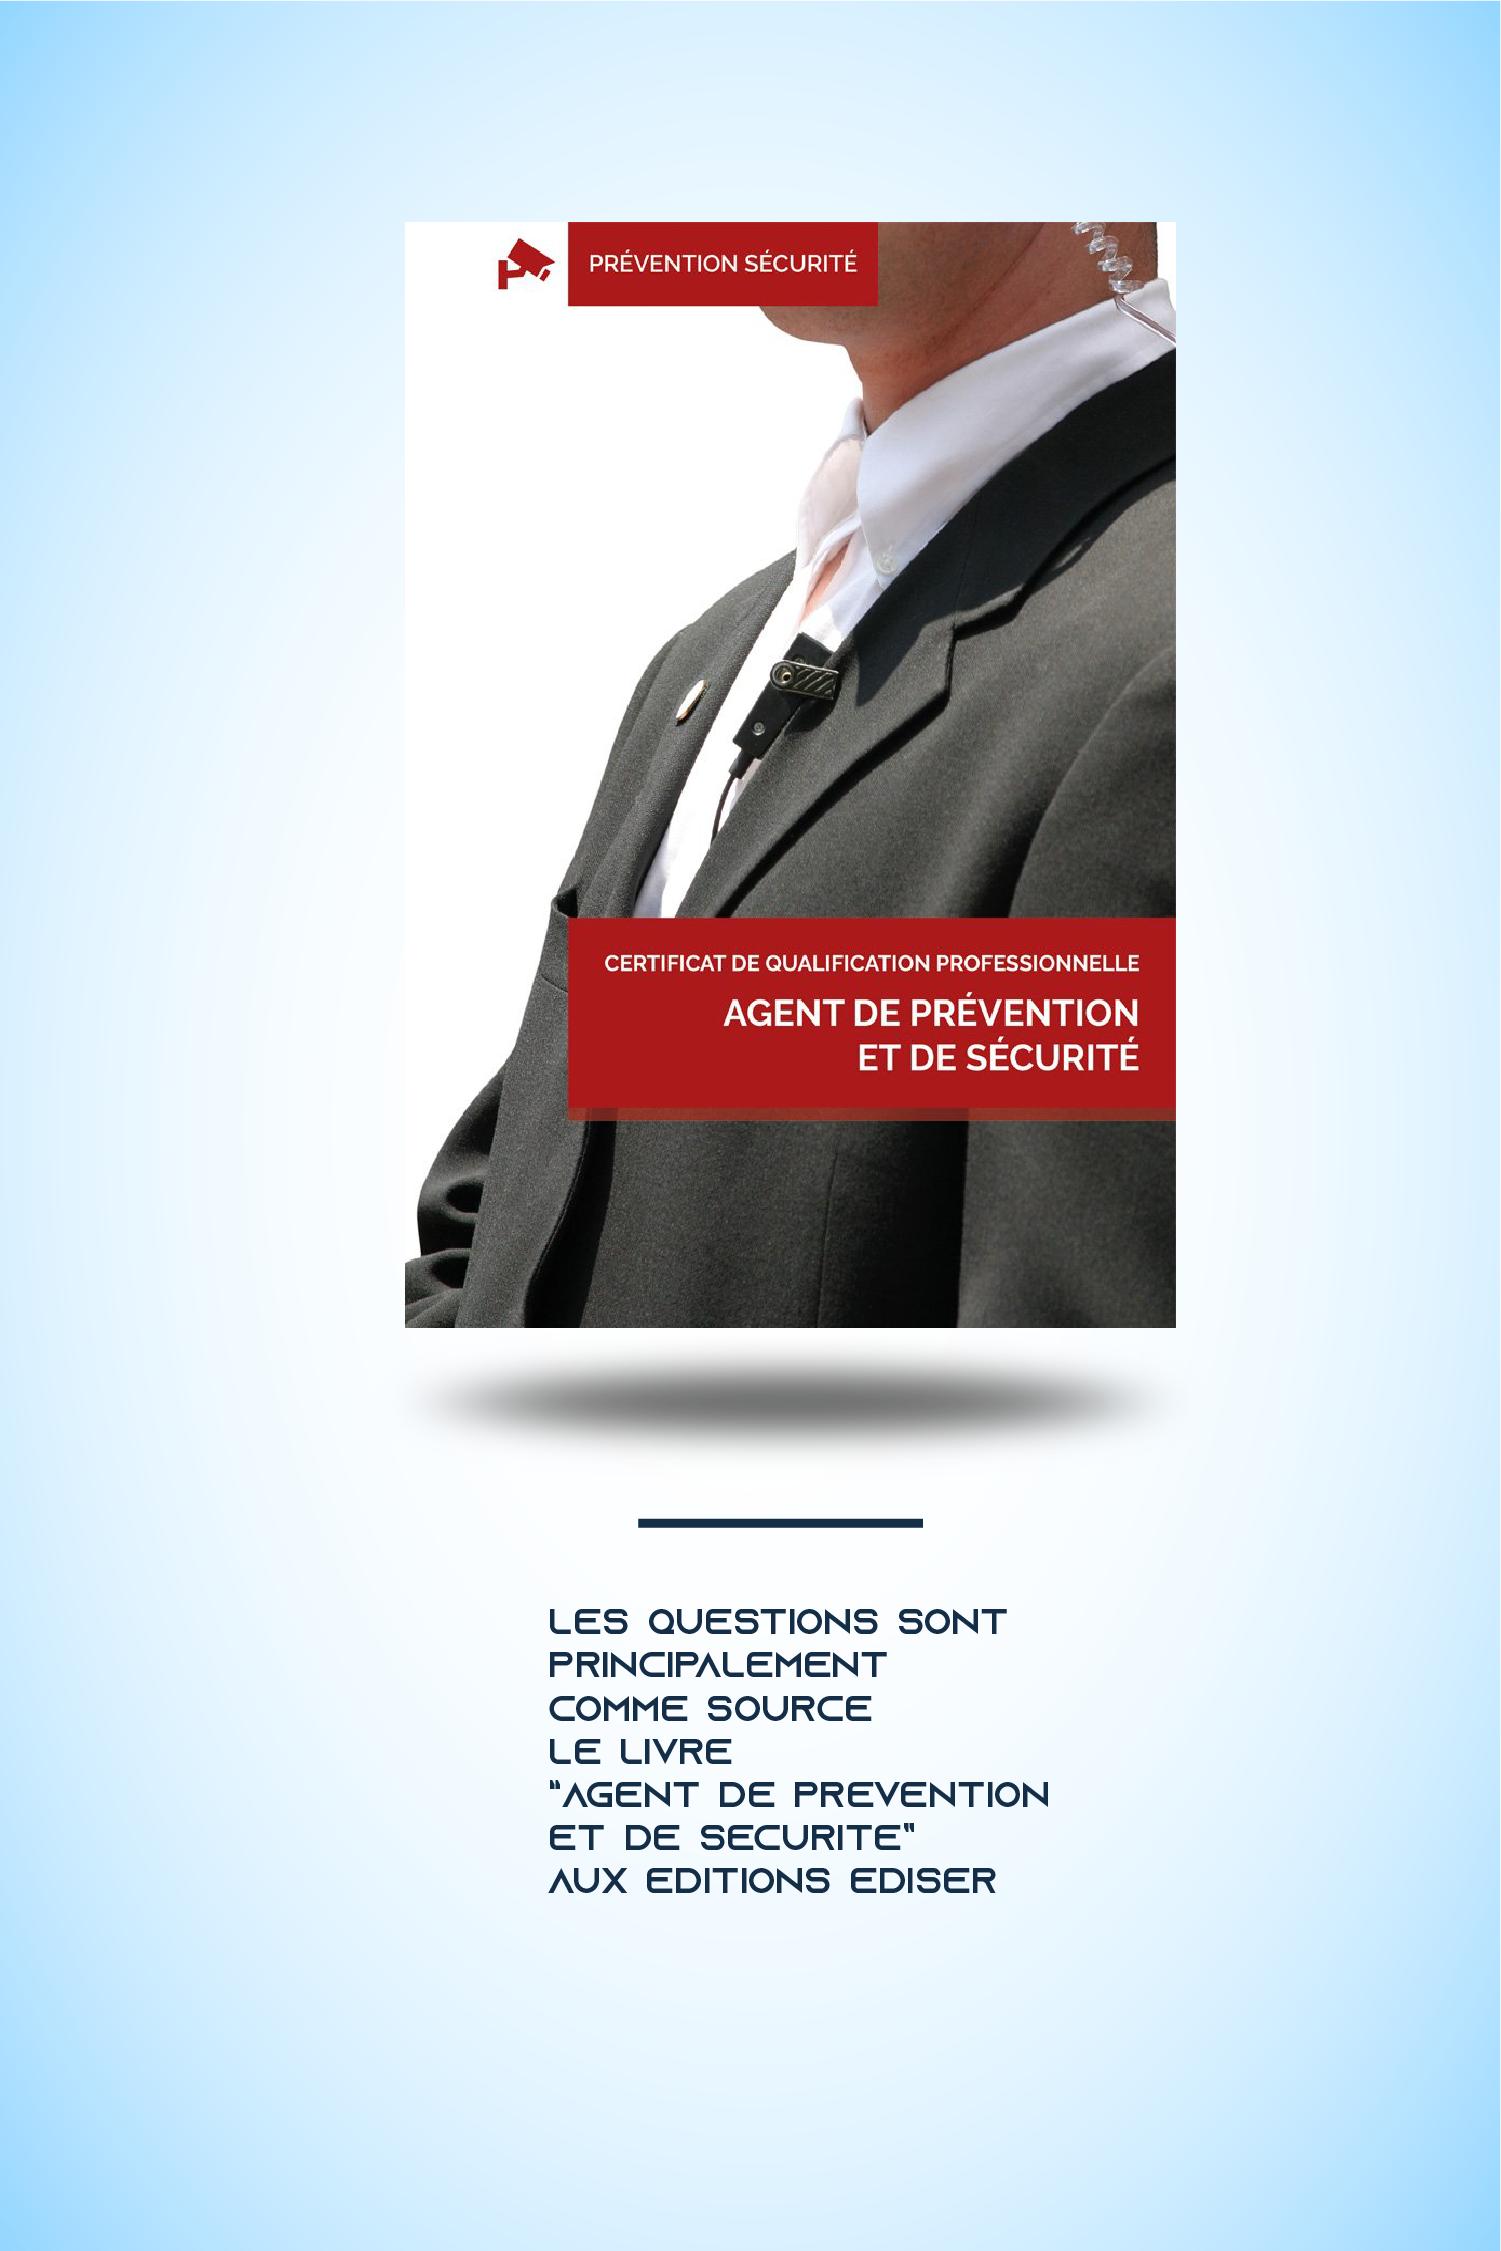 PRÉVENTION SÉCURITÉ
CERTIFICAT DE QUALIFICATION PROFESSIONNELLE
AGENT DE PRÉVENTION
ET DE SÉCURITÉ
LES QUESTIONS SONT
PRINCIPALEMENT
COMME SOURCE
LE LIVRE
"AGENT DE PREVENTION
ET DE SECURITE"
AUX EDITIONS EDISER